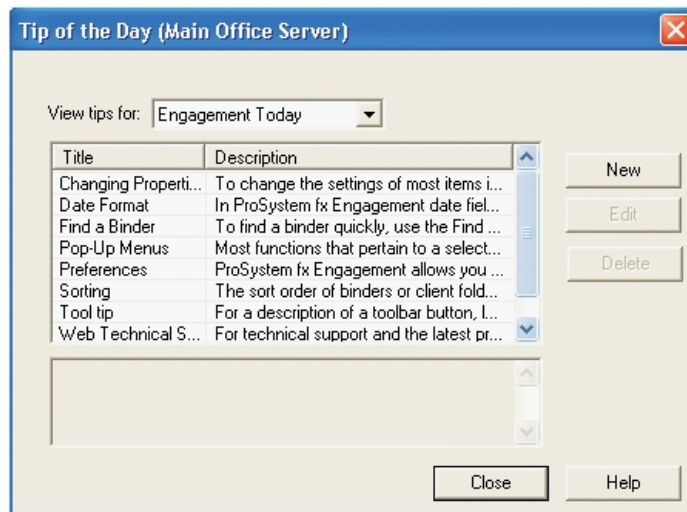 Tip of the Day (Main Office Server)
View tips for: Engagement Today
Title Description
Changing Properti... To change the settings of most items i...
Date Format In ProSystem fx Engagement date fiel...
Find a Binder To find a binder quickly, use the Find ...
Pop-Up Menus Most functions that pertain to a select...
Preferences ProSystem fx Engagement allows you ...
Sorting The sort order of binders or client fold...
Tool tip For a description of a toolbar button, l...
Web Technical S... For technical support and the latest pr...
New
Edit
Delete
Close Help